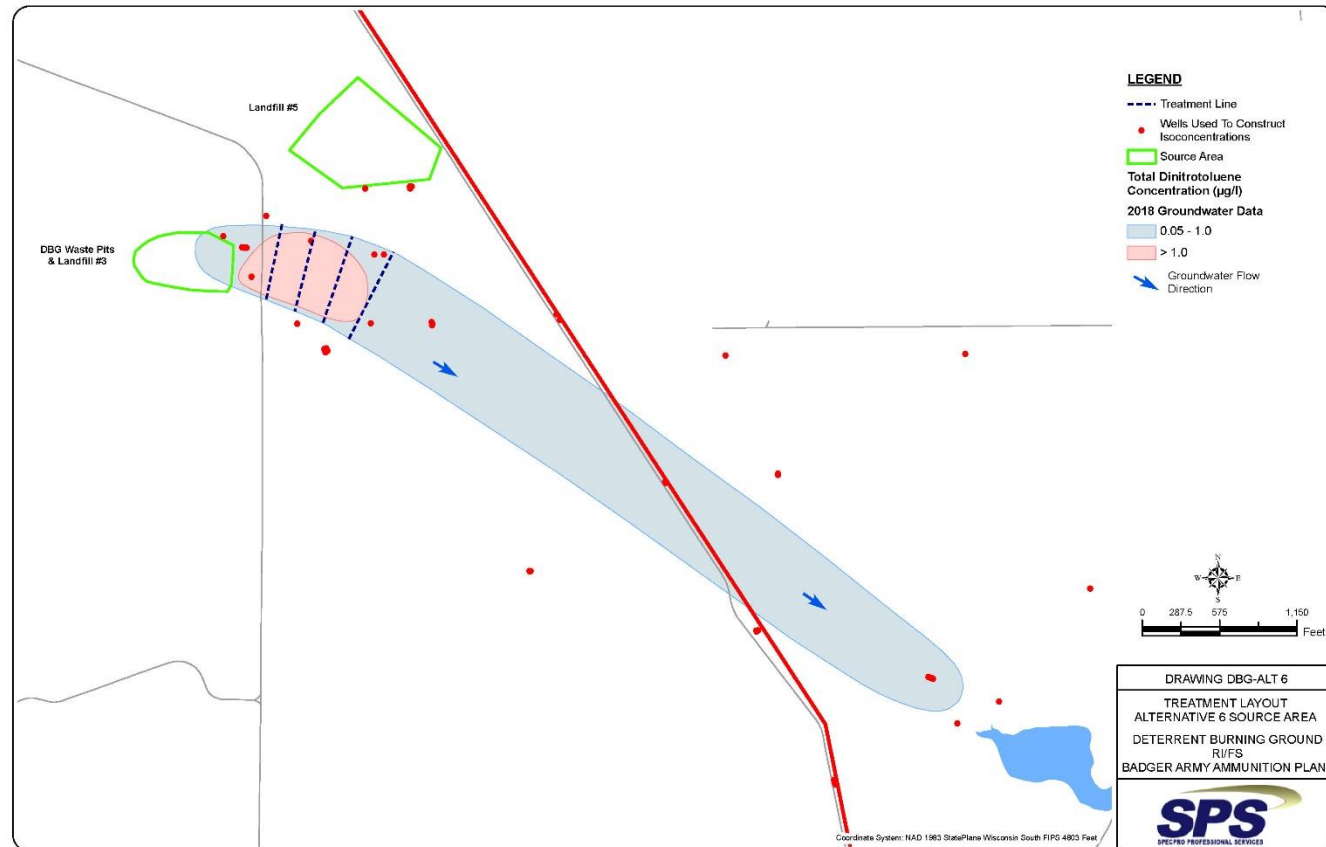 Landfill #5
DBG Waste Pits
& Landfill #3
LEGEND
Treatment Line
Wells Used To Construct
Isoconcentrations
Source Area
Total Dinitrotoluene
Concentration (µg/l)
2018 Groundwater Data
0.05 - 1.0
> 1.0
Groundwater Flow
Direction
N
W E
S
0 287.5 575 1,150
Feet
DRAWING DBG-ALT 6
TREATMENT LAYOUT
ALTERNATIVE 6 SOURCE AREA
DETERRENT BURNING GROUND
RI/FS
BADGER ARMY AMMUNITION PLAN
SPS
SPECPRO PROFESSIONAL SERVICES
Coordinate System: NAD 1983 StatePlane Wisconsin South FIPS 4803 Feet